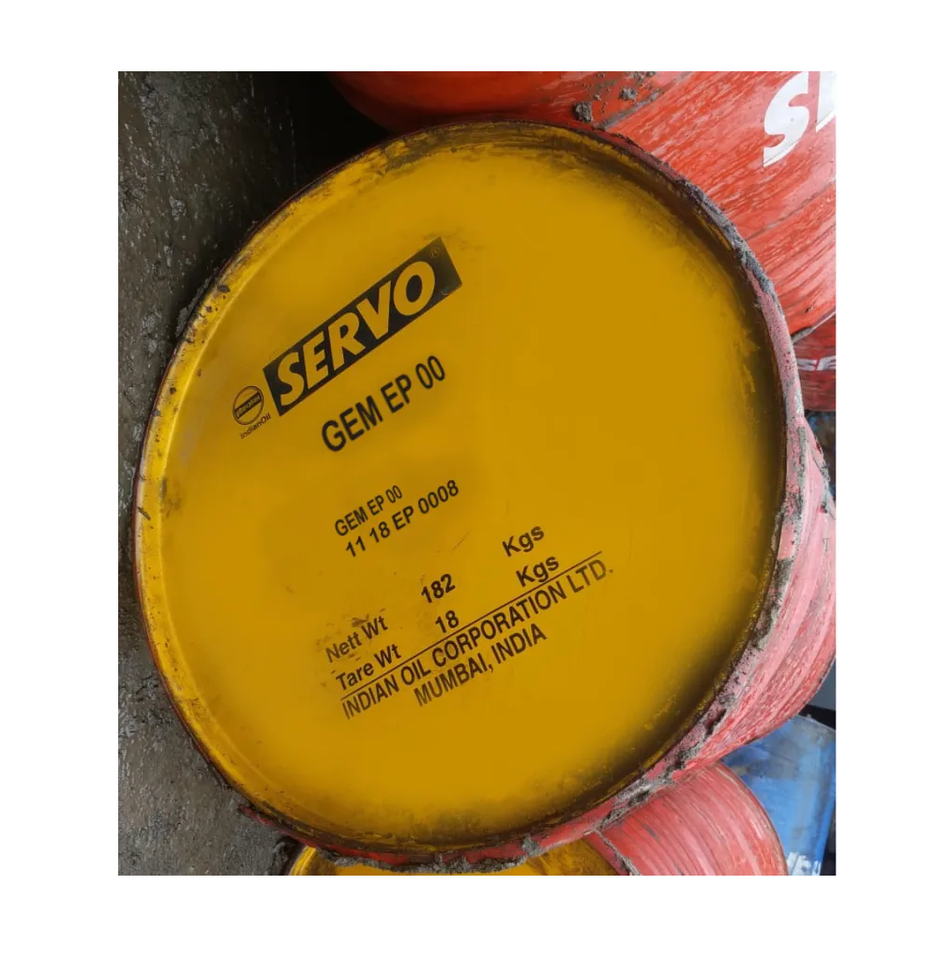 SERVO
IndianOil
GEM EP 00
GEM EP 00
11 18 EP 0008
Nett Wt 182 Kgs
Tare Wt 18 Kgs
INDIAN OIL CORPORATION LTD.
MUMBAI, INDIA